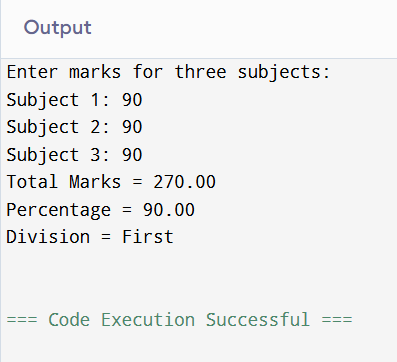 Output
Enter marks for three subjects:
Subject 1: 90
Subject 2: 90
Subject 3: 90
Total Marks = 270.00
Percentage = 90.00
Division = First
=== Code Execution Successful ===